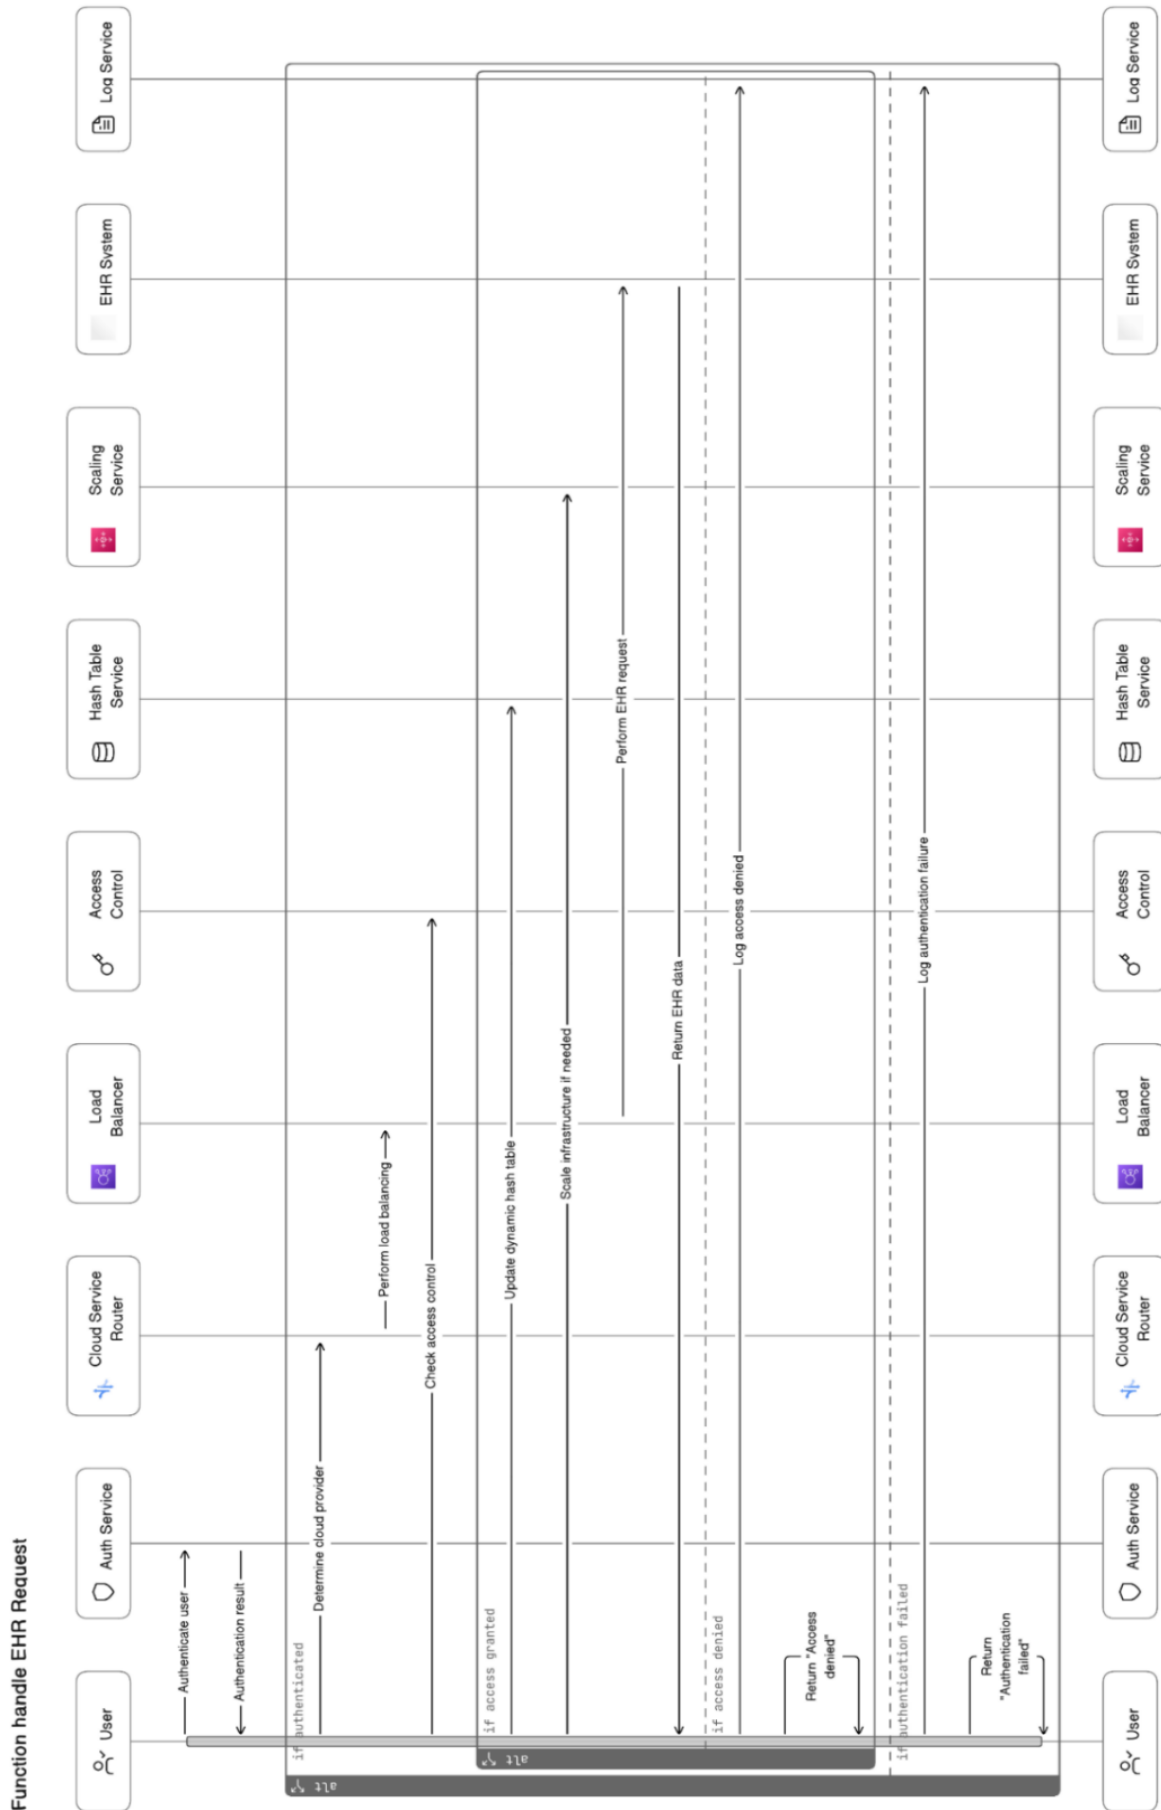 Function handle EHR Request
User
Auth Service
Cloud Service
Router
Load
Balancer
Access
Control
Hash Table
Service
Scaling
Service
EHR System
Log Service
Authenticate user
Authentication result
if authenticated
alt
Determine cloud provider
Perform load balancing
Check access control
if access granted
alt
Update dynamic hash table
Scale infrastructure if needed
Perform EHR request
Return EHR data
if access denied
Log access denied
Return "Access
denied"
if authentication failed
Log authentication failure
Return
"Authentication
failed"
User
Auth Service
Cloud Service
Router
Load
Balancer
Access
Control
Hash Table
Service
Scaling
Service
EHR System
Log Service